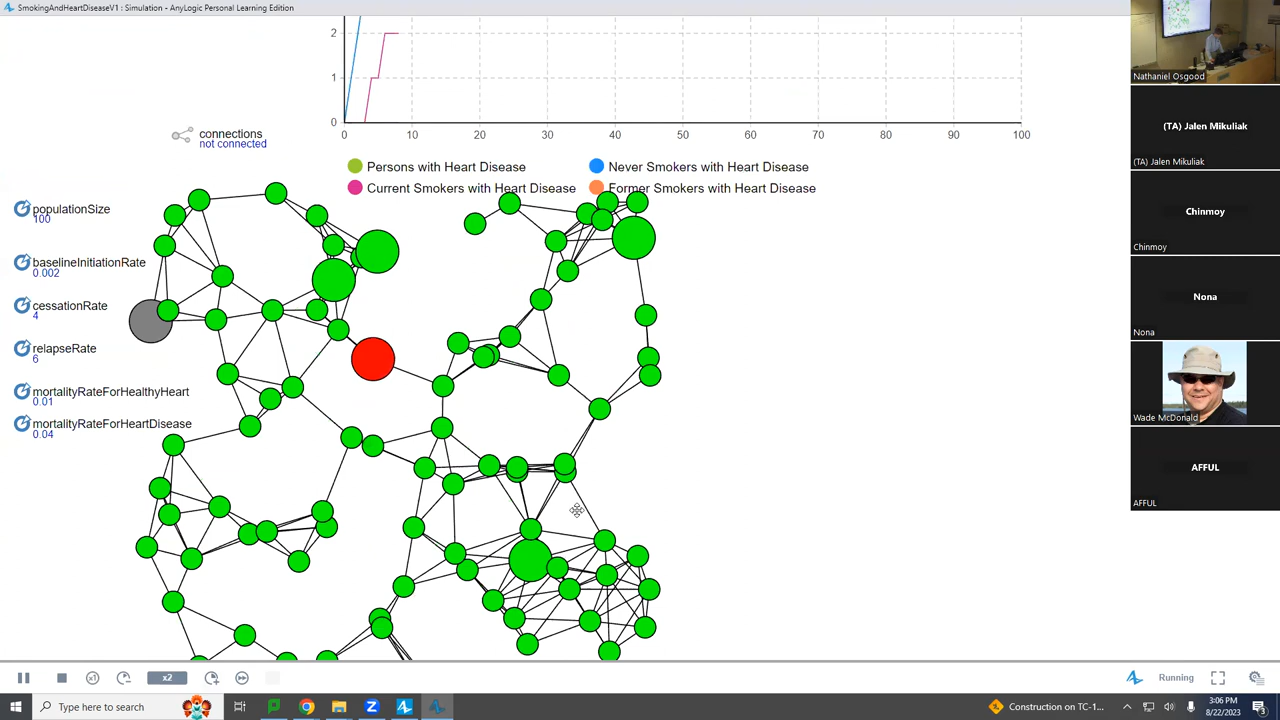 SmokingAndHeartDiseaseV1 : Simulation - AnyLogic Personal Learning Edition
2
1
0
0 10 20 30 40 50 60 70 80 90 100
connections
not connected
Persons with Heart Disease
Never Smokers with Heart Disease
Current Smokers with Heart Disease
Former Smokers with Heart Disease
populationSize
100
baselineInitiationRate
0.002
cessationRate
4
relapseRate
6
mortalityRateForHealthyHeart
0.01
mortalityRateForHeartDisease
0.04
Nathaniel Osgood
(TA) Jalen Mikuliak
(TA) Jalen Mikuliak
Chinmoy
Chinmoy
Nona
Nona
Wade McDonald
AFFUL
AFFUL
x1
x2
Running
Type here to search
Construction on TC-1...
3:06 PM
8/22/2023
3